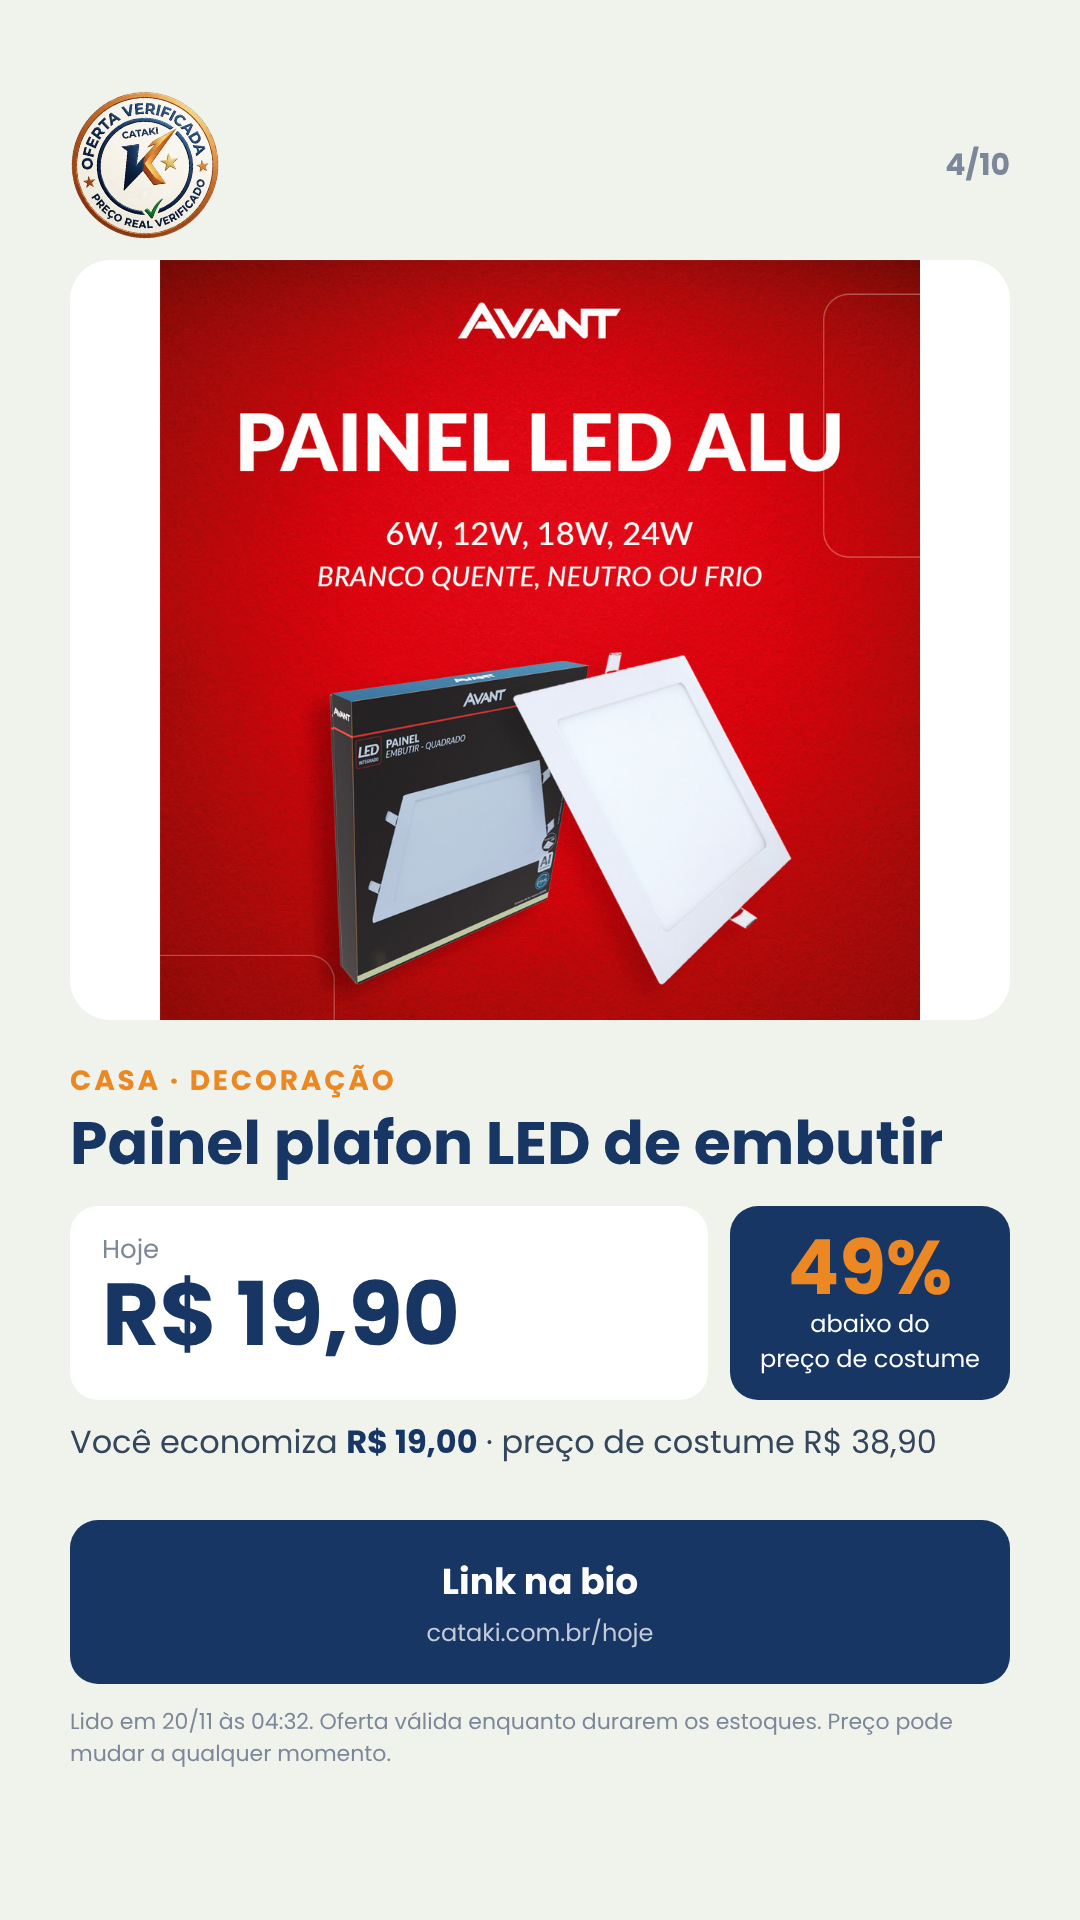 OFERTA VERIFICADA
CATAKI
K
PREÇO REAL VERIFICADO
4/10
AVANT
PAINEL LED ALU
6W, 12W, 18W, 24W
BRANCO QUENTE, NEUTRO OU FRIO
AVANT
AVANT
AVANT
LED
INTEGRADO
PAINEL
EMBUTIR - QUADRADO
CASA · DECORAÇÃO
Painel plafon LED de embutir
Hoje
R$ 19,90
49%
abaixo do
preço de costume
Você economiza R$ 19,00 · preço de costume R$ 38,90
Link na bio
cataki.com.br/hoje
Lido em 20/11 às 04:32. Oferta válida enquanto durarem os estoques. Preço pode
mudar a qualquer momento.